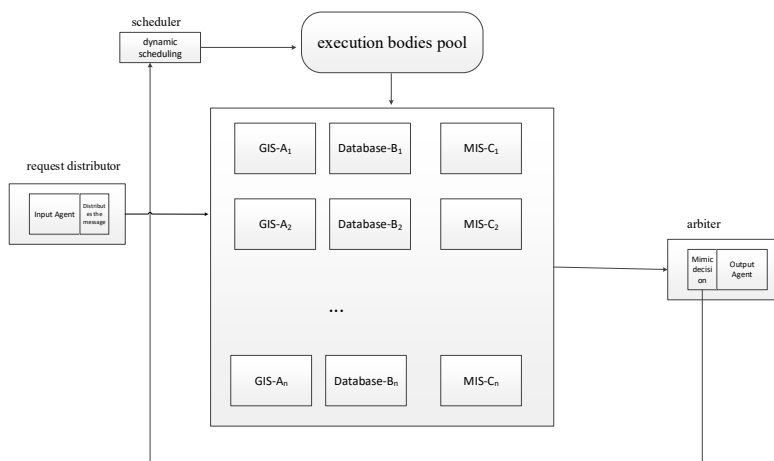 scheduler
dynamic
scheduling
execution bodies pool
GIS-A₁
Database-B₁
MIS-C₁
request distributor
Input Agent
Distribut
es the
message
GIS-A₂
Database-B₂
MIS-C₂
arbiter
Mimic
decisi
on
Output
Agent
...
GIS-Aₙ
Database-Bₙ
MIS-Cₙ